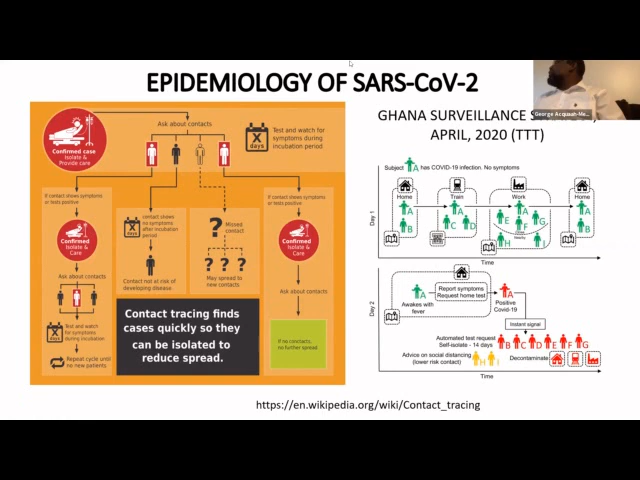 EPIDEMIOLOGY OF SARS-CoV-2
George Acquaah-Me...
GHANA SURVEILLANCE
APRIL, 2020 (TTT)
Ask about contacts
Confirmed case
Isolate &
Provide care
X
days
Test and watch for
symptoms during
incubation period
If contact shows
symptoms
or tests positive
Confirmed
Isolate &
Care
Ask about contacts
X
days
Test and watch
for symptoms
during incubation
Repeat cycle until
no new patients
X
days
contact shows
no symptoms
after incubation
period
Contact not at risk of
developing disease.
?
Missed
contact
? ? ?
May spread to
new contacts
If contact shows symptoms
or tests positive
Confirmed
Isolate &
Care
Ask about contacts
If no contacts,
no further spread
Contact tracing finds
cases quickly so they
can be isolated to
reduce spread.
Subject A has COVID-19 infection. No symptoms
Day 1
Home
A
B
Train
A
C D
Work
A
E F G
H I
Home
A
B
Time
Day 2
A
Awakes with
fever
Report symptoms
Request home test
A
Positive
Covid-19
Instant signal
Automated test request
Self-isolate - 14 days
B C D E F G
Advice on social distancing
(lower risk contact)
H I
Decontaminate
Time
https://en.wikipedia.org/wiki/Contact_tracing